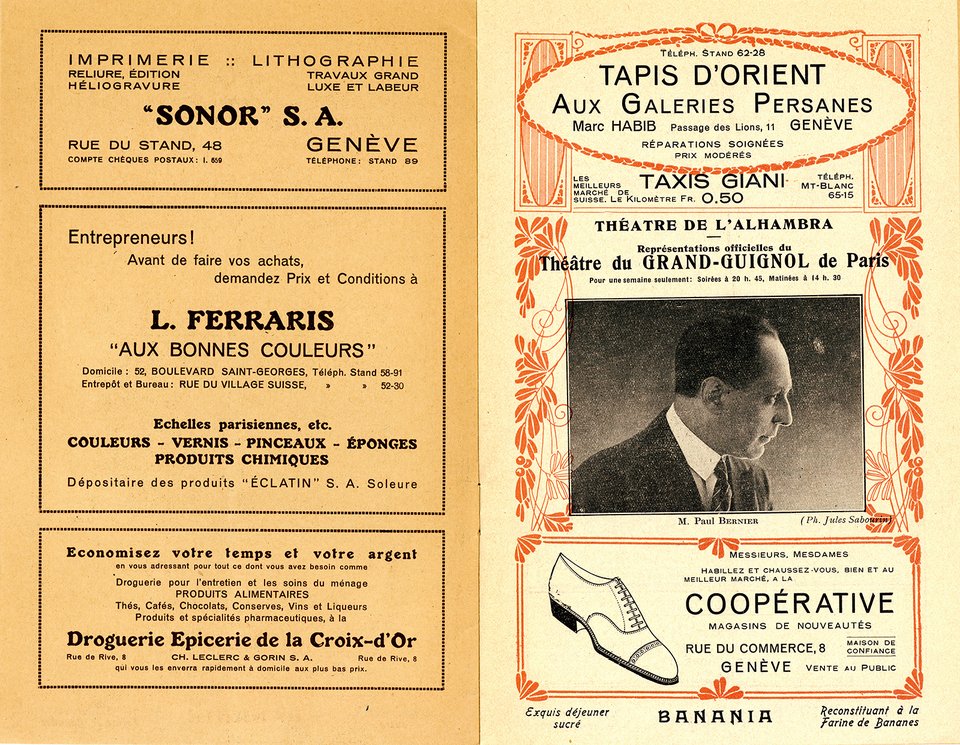 IMPRIMERIE :: LITHOGRAPHIE
RELIURE, ÉDITION
HÉLIOGRAVURE
TRAVAUX GRAND
LUXE ET LABEUR
“SONOR” S. A.
RUE DU STAND, 48 GENÈVE
COMPTE CHÈQUES POSTAUX: I. 659 TÉLÉPHONE: STAND 89
Entrepreneurs!
Avant de faire vos achats,
demandez Prix et Conditions à
L. FERRARIS
“AUX BONNES COULEURS”
Domicile : 52, BOULEVARD SAINT-GEORGES, Téléph. Stand 58-91
Entrepôt et Bureau : RUE DU VILLAGE SUISSE, » » 52-30
Echelles parisiennes, etc.
COULEURS - VERNIS - PINCEAUX - ÉPONGES
PRODUITS CHIMIQUES
Dépositaire des produits “ÉCLATIN” S. A. Soleure
Economisez votre temps et votre argent
en vous adressant pour tout ce dont vous avez besoin comme
Droguerie pour l'entretien et les soins du ménage
PRODUITS ALIMENTAIRES
Thés, Cafés, Chocolats, Conserves, Vins et Liqueurs
Produits et spécialités pharmaceutiques, à la
Droguerie Epicerie de la Croix-d'Or
Rue de Rive, 8 CH. LECLERC & GORIN S. A. Rue de Rive, 8
qui vous les enverra rapidement à domicile aux plus bas prix.
TÉLÉPH. STAND 62-28
TAPIS D'ORIENT
AUX GALERIES PERSANES
Marc HABIB Passage des Lions, 11 GENÈVE
RÉPARATIONS SOIGNÉES
PRIX MODÉRÉS
LES
MEILLEURS
MARCHÉ DE
SUISSE. LE KILOMÈTRE FR. 0.50
TAXIS GIANI
TÉLÉPH.
MT-BLANC
65-15
THÉATRE DE L'ALHAMBRA
Représentations officielles du
Théâtre du GRAND-GUIGNOL de Paris
Pour une semaine seulement: Soirées à 20 h. 45, Matinées à 14 h. 30
M. Paul BERNIER (Ph. Jules Sabourin)
MESSIEURS, MESDAMES
HABILLEZ ET CHAUSSEZ-VOUS, BIEN ET AU
MEILLEUR MARCHÉ, A LA
COOPÉRATIVE
MAGASINS DE NOUVEAUTÉS
RUE DU COMMERCE, 8
MAISON DE
CONFIANCE
GENÈVE VENTE AU PUBLIC
Exquis déjeuner
sucré
BANANIA
Reconstituant à la
Farine de Bananes